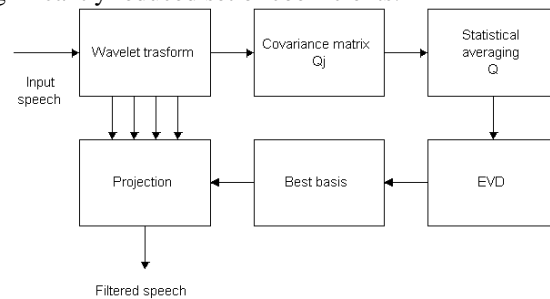 Wavelet trasform
Covariance matrix
Qj
Statistical
averaging
Q
Input
speech
Projection
Best basis
EVD
Filtered speech